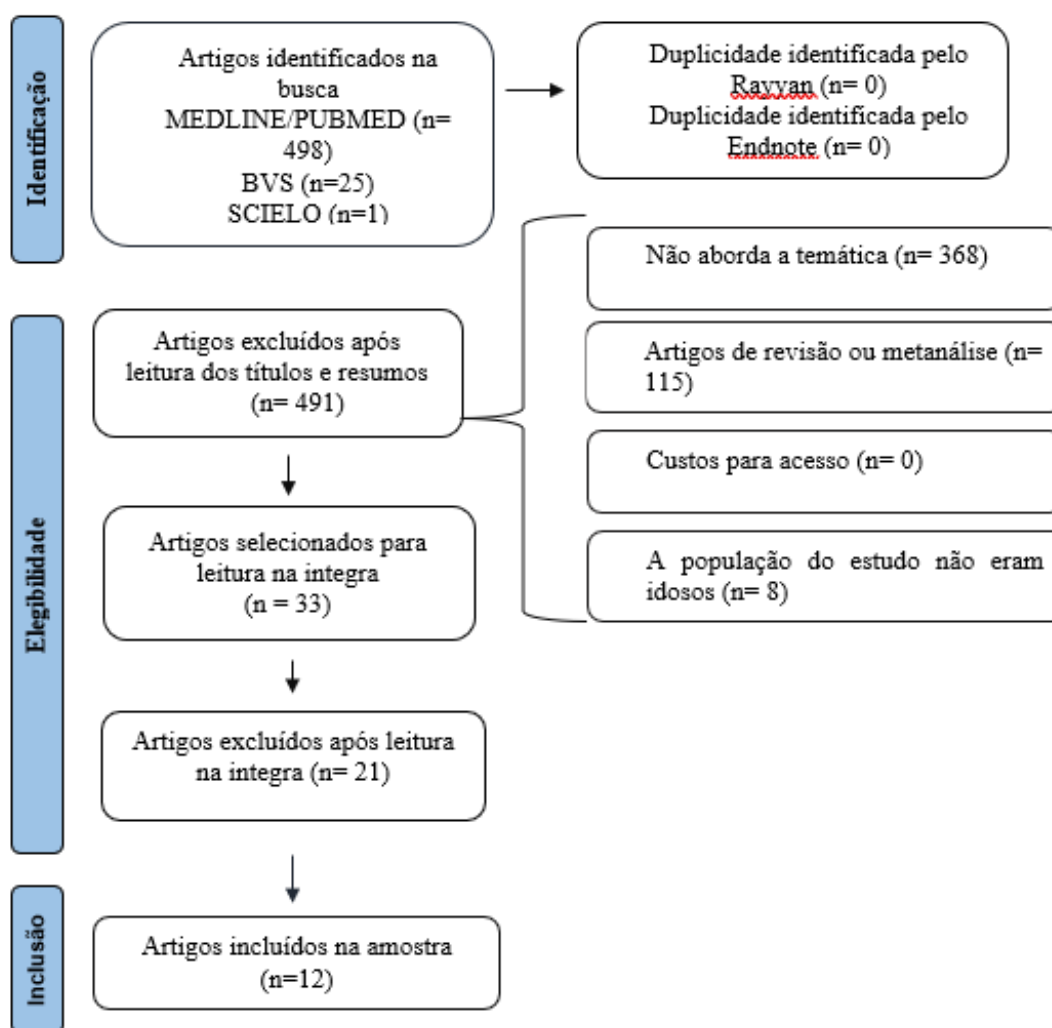 Identificação
Artigos identificados na
busca
MEDLINE/PUBMED (n=
498)
BVS (n=25)
SCIELO (n=1)
Duplicidade identificada pelo
Rayyan (n= 0)
Duplicidade identificada pelo
Endnote (n= 0)
Elegibilidade
Artigos excluídos após
leitura dos títulos e resumos
(n= 491)
Não aborda a temática (n= 368)
Artigos de revisão ou metanálise (n=
115)
Custos para acesso (n= 0)
A população do estudo não eram
idosos (n= 8)
Artigos selecionados para
leitura na integra
(n = 33)
Artigos excluídos após leitura
na integra (n= 21)
Inclusão
Artigos incluídos na amostra
(n=12)